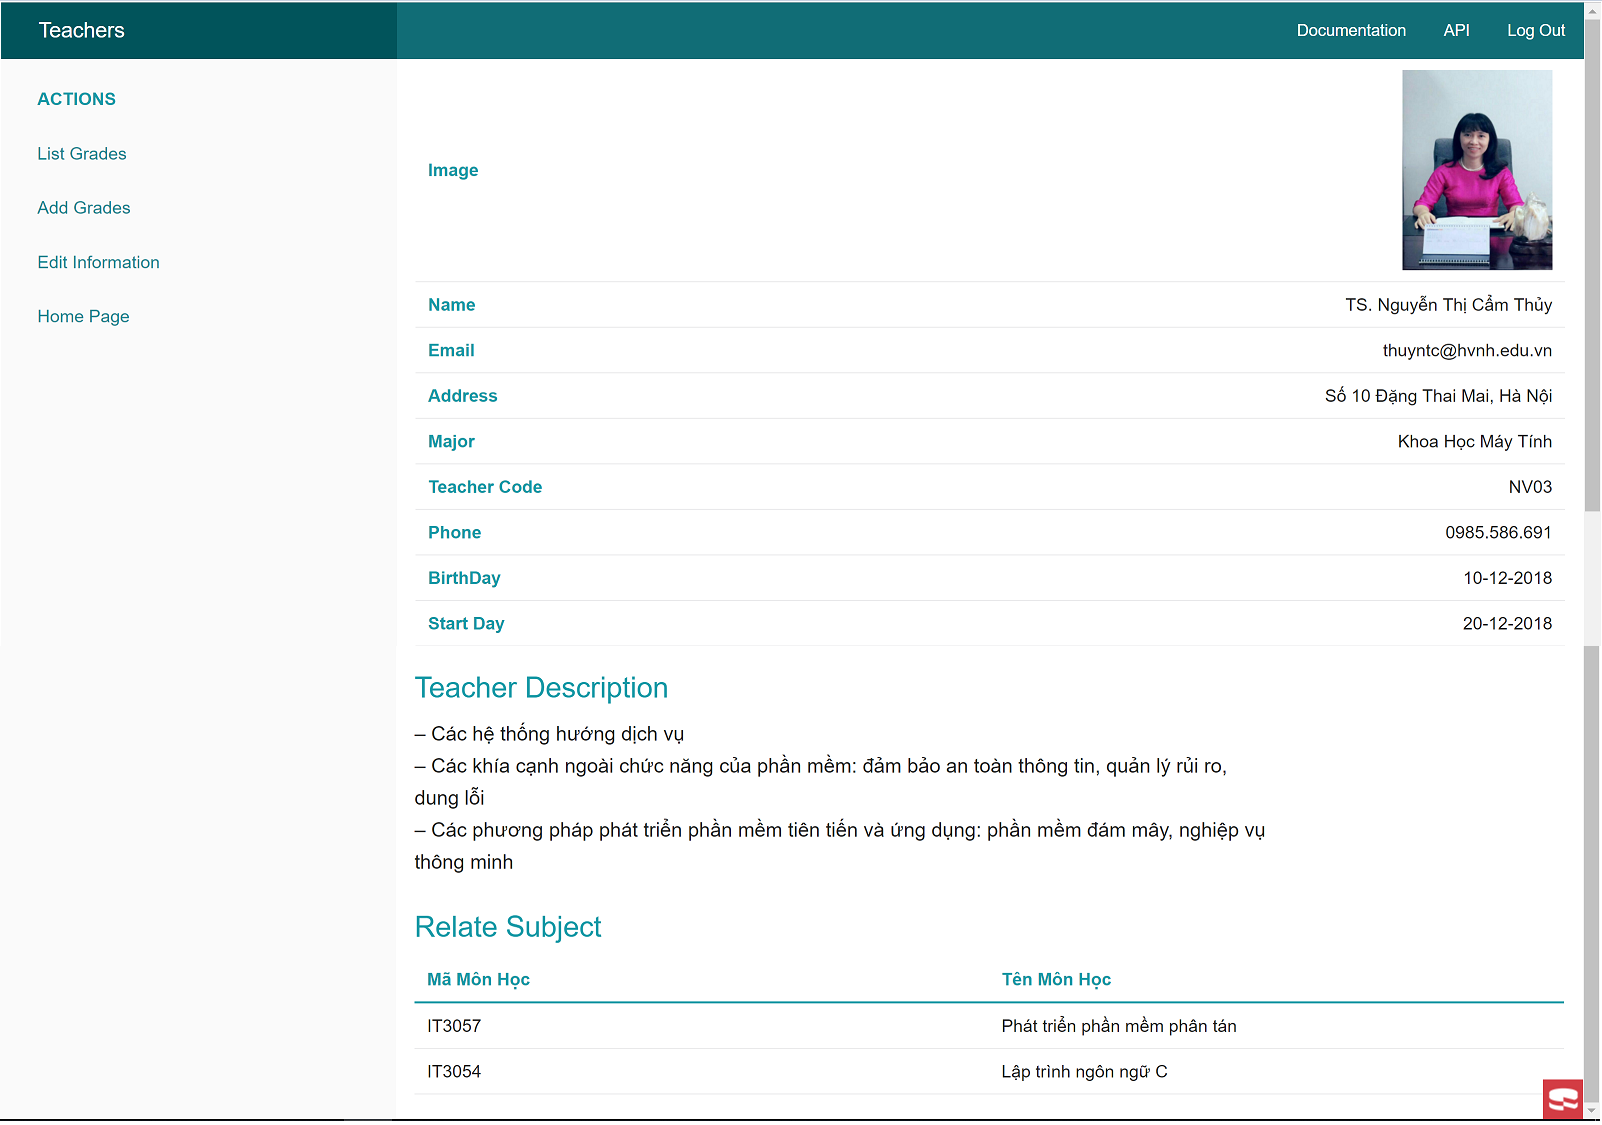 Teachers
Documentation API Log Out
ACTIONS
List Grades
Add Grades
Edit Information
Home Page
Image
Name TS. Nguyễn Thị Cẩm Thủy
Email thuyntc@hvnh.edu.vn
Address Số 10 Đặng Thai Mai, Hà Nội
Major Khoa Học Máy Tính
Teacher Code NV03
Phone 0985.586.691
BirthDay 10-12-2018
Start Day 20-12-2018
Teacher Description
– Các hệ thống hướng dịch vụ
– Các khía cạnh ngoài chức năng của phần mềm: đảm bảo an toàn thông tin, quản lý rủi ro,
dung lỗi
– Các phương pháp phát triển phần mềm tiên tiến và ứng dụng: phần mềm đám mây, nghiệp vụ
thông minh
Relate Subject
Mã Môn Học Tên Môn Học
IT3057 Phát triển phần mềm phân tán
IT3054 Lập trình ngôn ngữ C